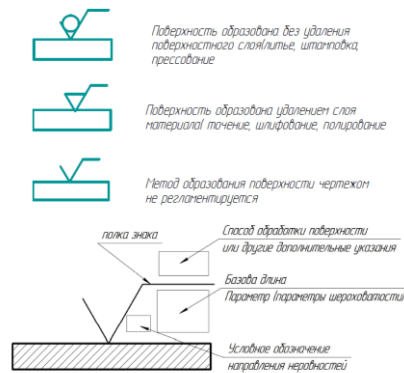 Поверхность образована без удаления
поверхностного слоя(литье, штамповка,
прессование
Поверхность образована удалением слоя
материала( точение, шлифование, полирование
Метод образования поверхности чертежом
не регламентируется
Способ обработки поверхности
или другие дополнительные указания
полка знака
Базова длина
Параметр (параметры шероховатости)
Условное обозначение
направления неровностей